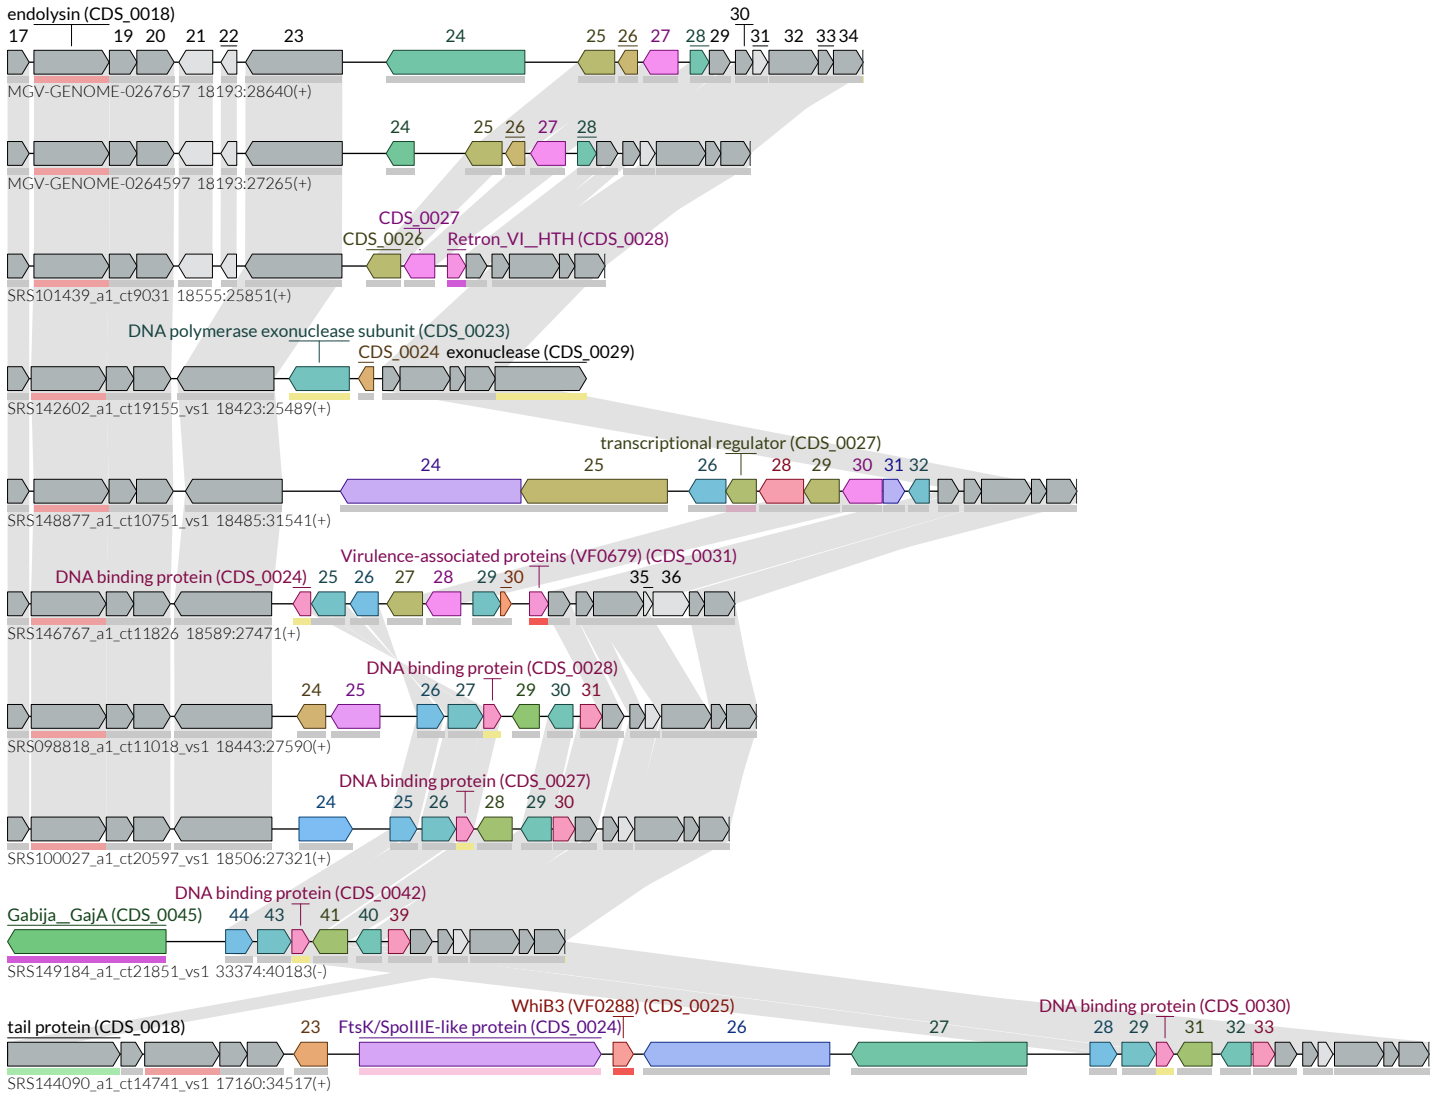 endolysin (CDS_0018)
17 19 20 21 22 23 24 25 26 27 28 29 30 31 32 33 34
MGV-GENOME-0267657 18193:28640(+)
24 25 26 27 28
MGV-GENOME-0264597 18193:27265(+)
CDS_0027
CDS_0026 Retron_VI__HTH (CDS_0028)
SRS101439_a1_ct9031 18555:25851(+)
DNA polymerase exonuclease subunit (CDS_0023)
CDS_0024 exonuclease (CDS_0029)
SRS142602_a1_ct19155_vs1 18423:25489(+)
transcriptional regulator (CDS_0027)
24 25 26 28 29 30 31 32
SRS148877_a1_ct10751_vs1 18485:31541(+)
Virulence-associated proteins (VF0679) (CDS_0031)
DNA binding protein (CDS_0024) 25 26 27 28 29 30 35 36
SRS146767_a1_ct11826 18589:27471(+)
DNA binding protein (CDS_0028)
24 25 26 27 29 30 31
SRS098818_a1_ct11018_vs1 18443:27590(+)
DNA binding protein (CDS_0027)
24 25 26 28 29 30
SRS100027_a1_ct20597_vs1 18506:27321(+)
DNA binding protein (CDS_0042)
Gabija__GajA (CDS_0045) 44 43 41 40 39
SRS149184_a1_ct21851_vs1 33374:40183(-)
WhiB3 (VF0288) (CDS_0025) DNA binding protein (CDS_0030)
tail protein (CDS_0018) 23 FtsK/SpoIIIE-like protein (CDS_0024) 26 27 28 29 31 32 33
SRS144090_a1_ct14741_vs1 17160:34517(+)